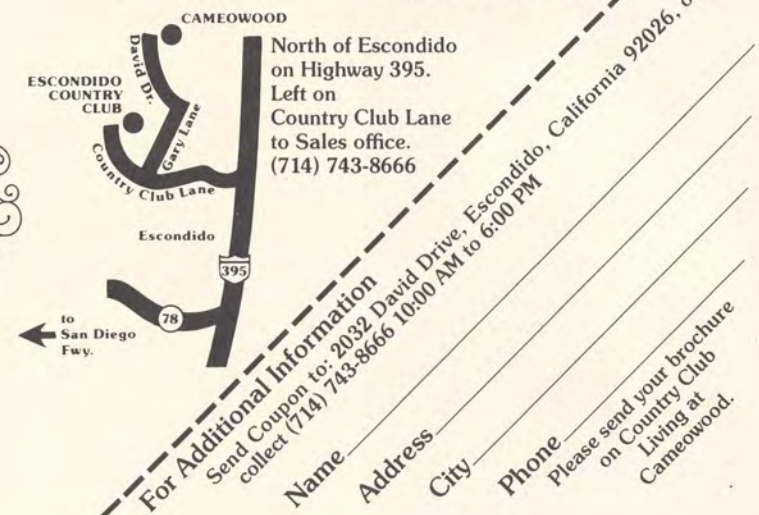 CAMEOWOOD
David Dr.
ESCONDIDO
COUNTRY
CLUB
Gary Lane
Country Club Lane
Escondido
395
78
to
San Diego
Fwy.
North of Escondido
on Highway 395.
Left on
Country Club Lane
to Sales office.
(714) 743-8666
For Additional Information
Send Coupon to: 2032 David Drive, Escondido, California 92026,
collect (714) 743-8666 10:00 AM to 6:00 PM
Name
Address
City
Phone
Please send your brochure
on Country Club
Living at
Cameowood.